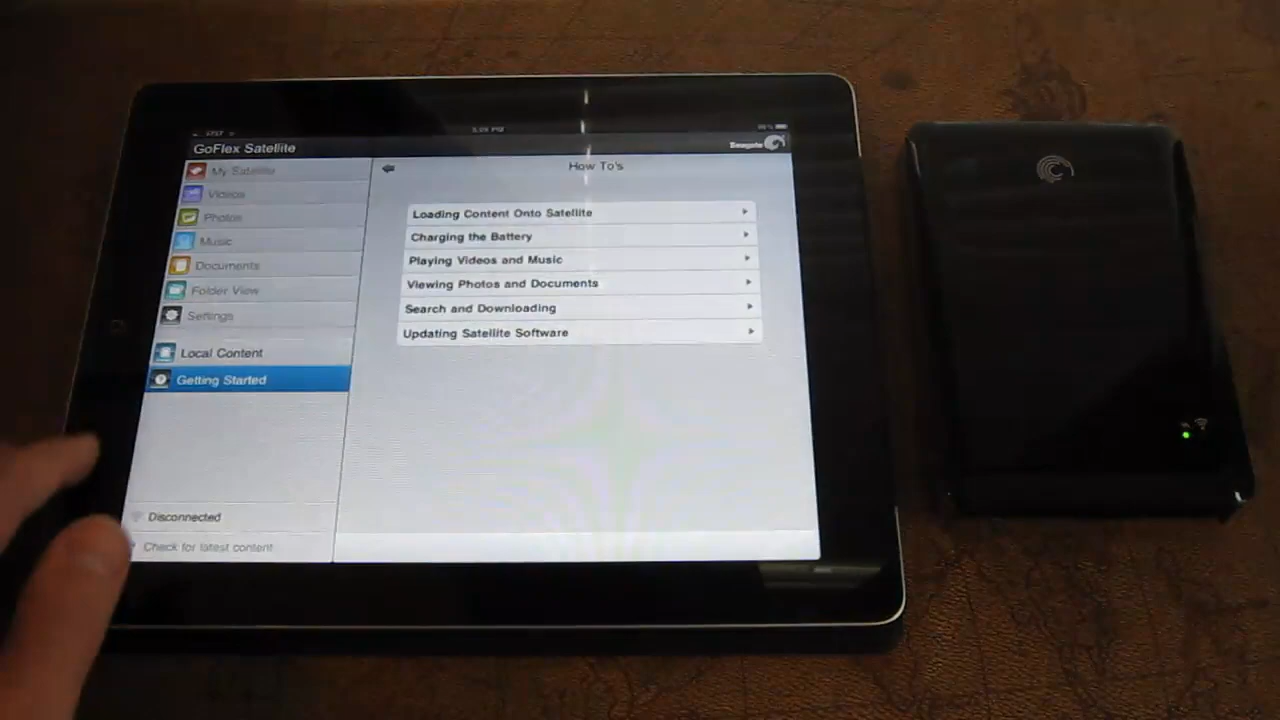 GoFlex Satellite
Seagate
My Satellite
Videos
Photos
Music
Documents
Folder View
Settings
Local Content
Getting Started
Disconnected
Check for latest content
How To's
Loading Content Onto Satellite
Charging the Battery
Playing Videos and Music
Viewing Photos and Documents
Search and Downloading
Updating Satellite Software